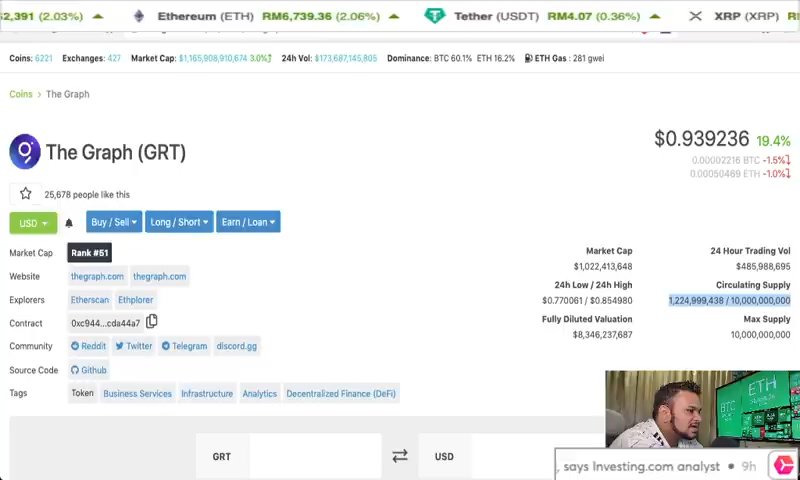 $2,391 (2.03%) Ethereum (ETH) RM6,739.36 (2.06%) Tether (USDT) RM4.07 (0.36%) XRP (XRP)
Coins: 6221 Exchanges: 427 Market Cap: $1,165,908,910,674 3.0% 24h Vol: $173,687,145,805 Dominance: BTC 60.1% ETH 16.2% ETH Gas: 281 gwei
Coins > The Graph
The Graph (GRT)
$0.939236 19.4%
0.00002216 BTC -1.5%
0.00050469 ETH -1.0%
25,678 people like this
USD Buy / Sell Long / Short Earn / Loan
Market Cap Rank #51
Website thegraph.com thegraph.com
Explorers Etherscan Ethplorer
Contract 0xc944...cda44a7
Community Reddit Twitter Telegram discord.gg
Source Code Github
Tags Token Business Services Infrastructure Analytics Decentralized Finance (DeFi)
Market Cap 24 Hour Trading Vol
$1,022,413,648 $485,988,695
24h Low / 24h High Circulating Supply
$0.770061 / $0.854980 1,224,999,438 / 10,000,000,000
Fully Diluted Valuation Max Supply
$8,346,237,687 10,000,000,000
BTC ETH
GRT USD
, says Investing.com analyst • 9h